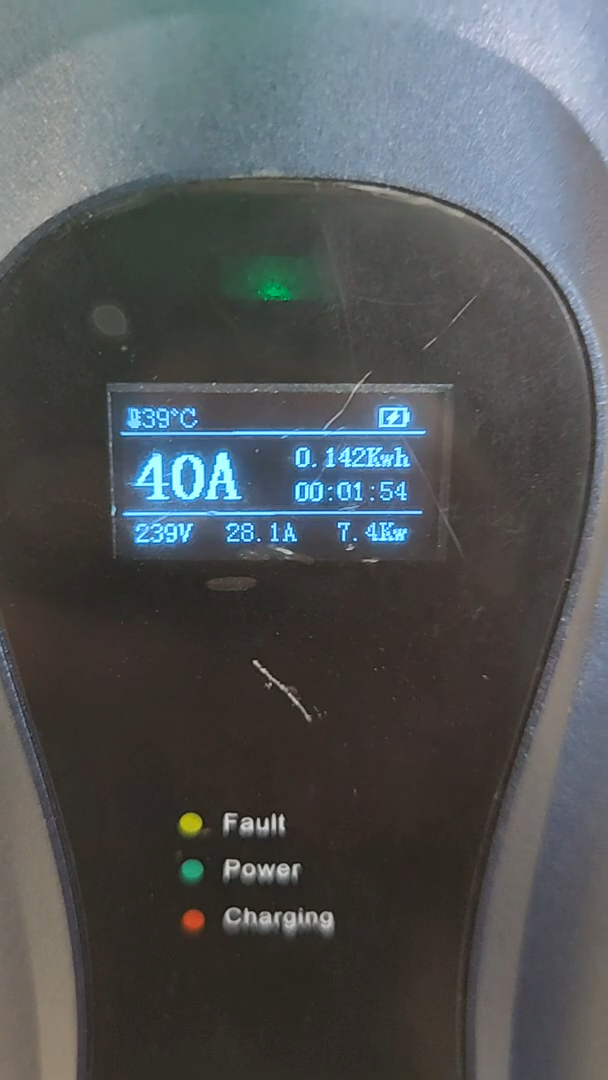 39°C
40A
0.142Kwh
00:01:54
239V 28.1A 7.4Kw
Fault
Power
Charging